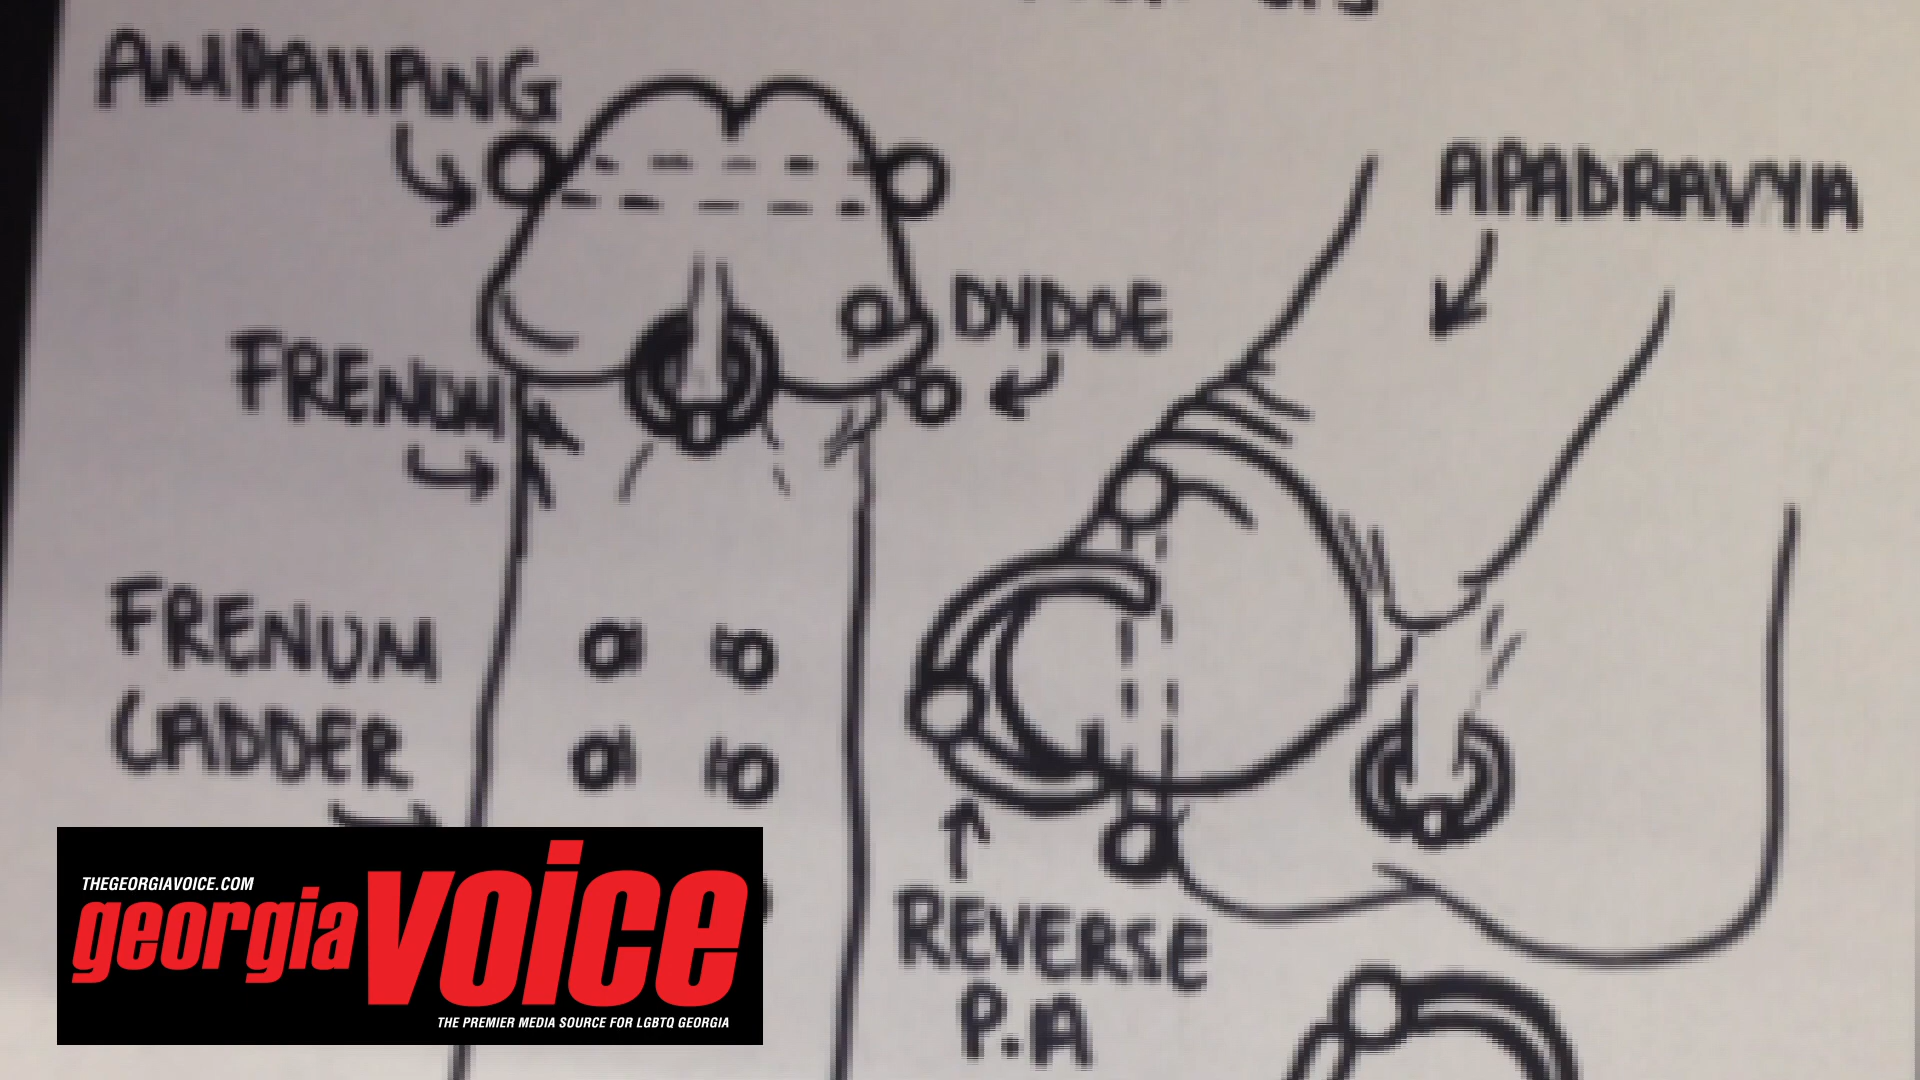 AMPALLANG
APADRAVYA
DYDOE
FRENUM
FRENUM
LADDER
REVERSE
P.A
THEGEORGIAVOICE.COM
georgia VOICE
THE PREMIER MEDIA SOURCE FOR LGBTQ GEORGIA